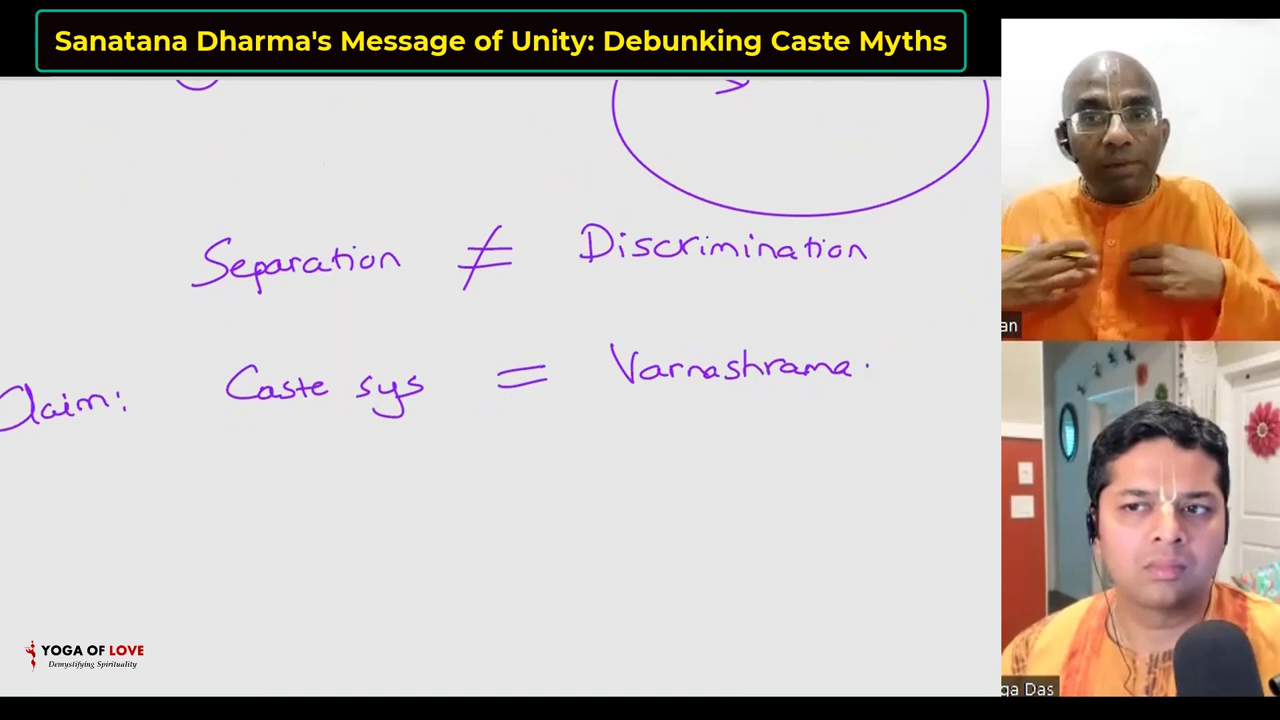 Sanatana Dharma's Message of Unity: Debunking Caste Myths
Separation ≠ Discrimination
Claim: Caste sys = Varnashrama.
an
YOGA OF LOVE
Demystifying Spirituality
ga Das